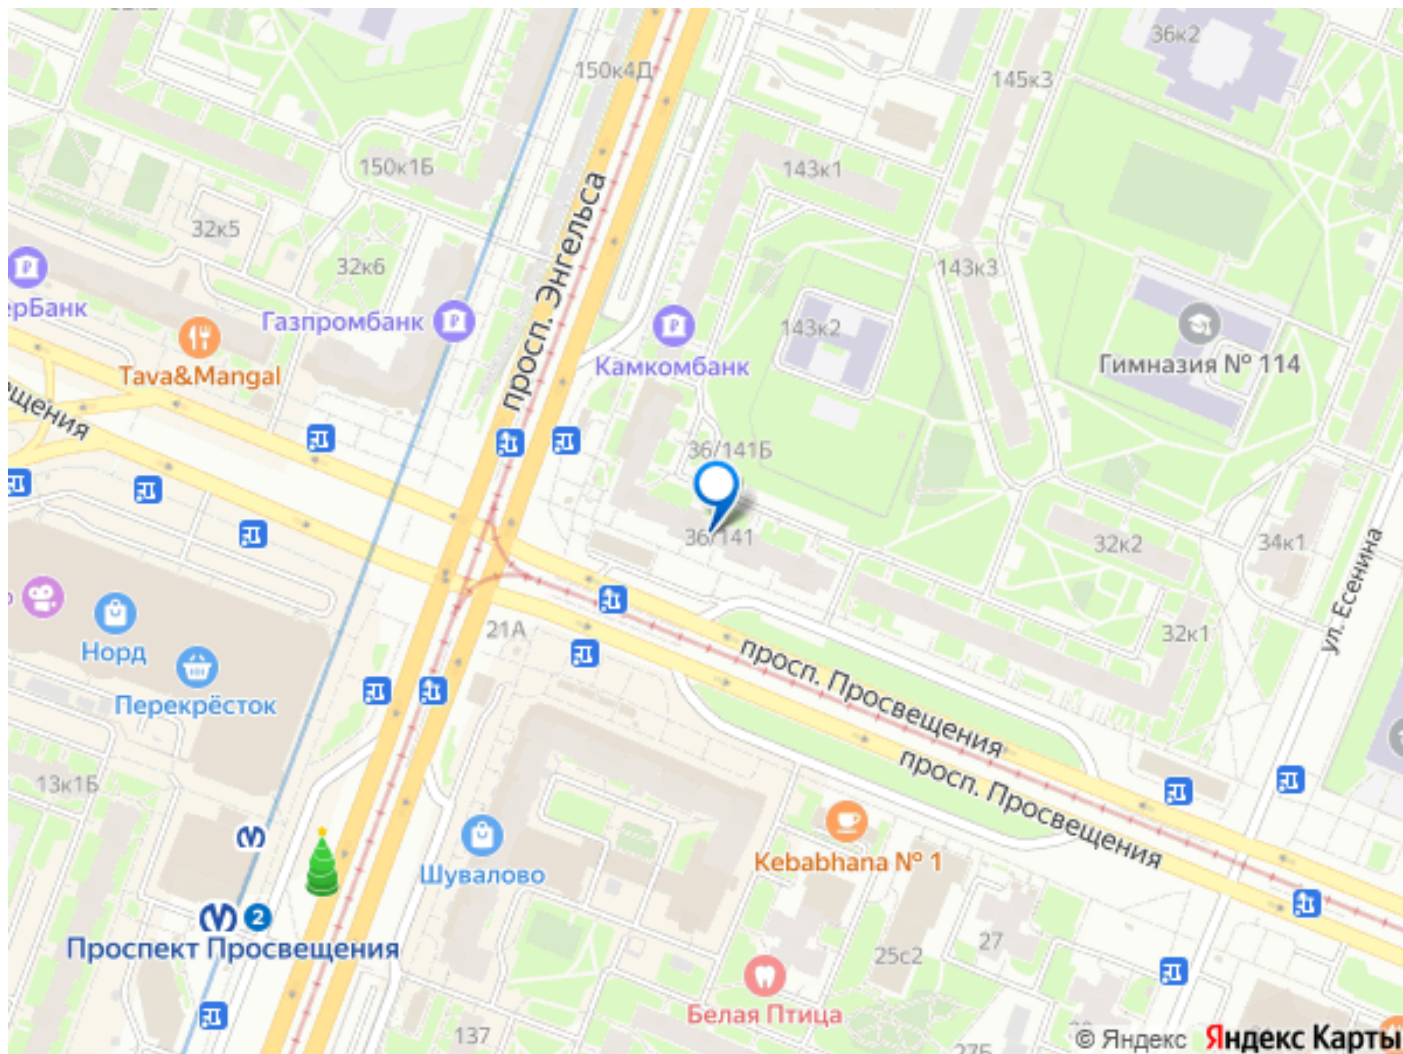 36к2
150к4Д
145к3
150к1Б
143к1
32к5
просп. Энгельса
32к6
143к3
Газпромбанк
ерБанк
143к2
Tava&Mangal
Камкомбанк
Гимназия № 114
щения
36/141Б
36/141
32к2
34к1
ул. Есенина
21А
32к1
Норд
просп. Просвещения
Перекрёсток
просп. Просвещения
13к1Б
Шувалово
Kebabhana № 1
2
Проспект Просвещения
27
25с2
Белая Птица
137
© Яндекс Яндекс Карты